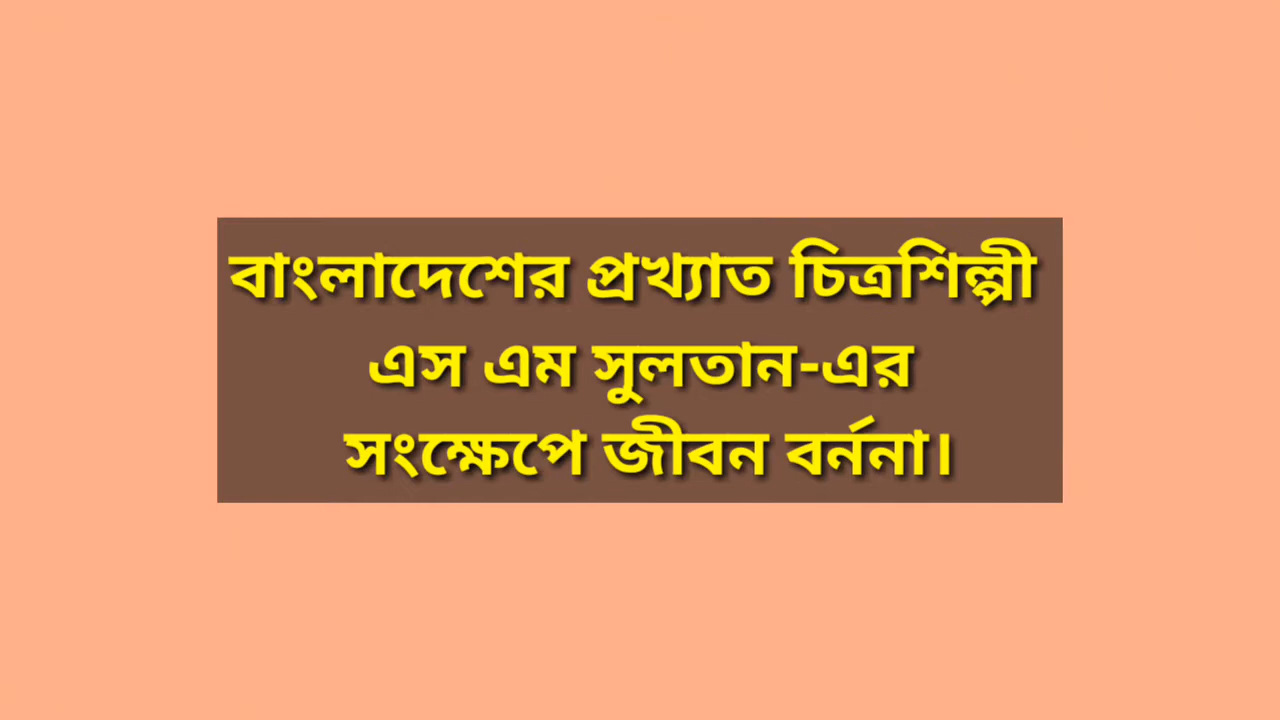 বাংলাদেশের প্রখ্যাত চিত্রশিল্পী
এস এম সুলতান-এর
সংক্ষেপে জীবন বর্ননা।